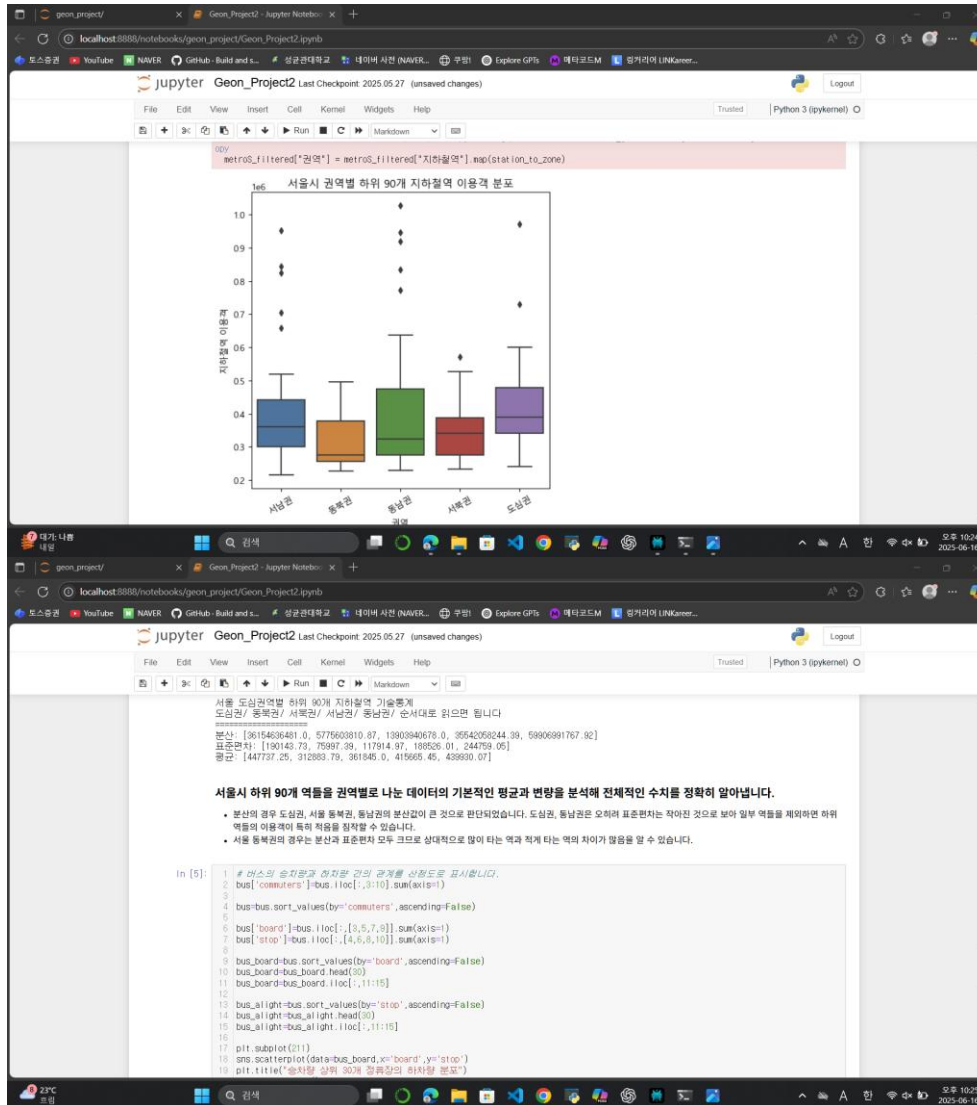 geon_project/
Geon_Project2 - Jupyter Noteboo
localhost:8888/notebooks/geon_project/Geon_Project2.ipynb
토스증권 YouTube NAVER GitHub - Build and s... 성균관대학교 네이버 사전 (NAVER... 쿠팡! Explore GPTs 메타코드M 링커리어 LINKareer...
jupyter Geon_Project2 Last Checkpoint: 2025.05.27 (unsaved changes) Logout
File Edit View Insert Cell Kernel Widgets Help Trusted Python 3 (ipykernel)
Run Markdown
opy
metroS_filtered["권역"] = metroS_filtered["지하철역"].map(station_to_zone)
1e6 서울시 권역별 하위 90개 지하철역 이용객 분포
1.0
0.9
0.8
0.7
0.6
0.5
0.4
0.3
0.2
지하철역 이용객
서남권 동북권 동남권 서북권 도심권
권역
대기: 나쁨
내일
검색
A 한
오후 10:24
2025-06-16
geon_project/
Geon_Project2 - Jupyter Noteboo
localhost:8888/notebooks/geon_project/Geon_Project2.ipynb
토스증권 YouTube NAVER GitHub - Build and s... 성균관대학교 네이버 사전 (NAVER... 쿠팡! Explore GPTs 메타코드M 링커리어 LINKareer...
jupyter Geon_Project2 Last Checkpoint: 2025.05.27 (unsaved changes) Logout
File Edit View Insert Cell Kernel Widgets Help Trusted Python 3 (ipykernel)
Run Markdown
서울 도심권역별 하위 90개 지하철역 기술통계
도심권/ 동북권/ 서북권/ 서남권/ 동남권/ 순서대로 읽으면 됩니다
====================
분산: [36154636481.0, 5775603810.87, 13903940678.0, 35542058244.39, 59906991767.92]
표준편차: [190143.73, 75997.39, 117914.97, 188526.01, 244759.05]
평균: [447737.25, 312883.79, 361845.0, 415665.45, 439930.07]
서울시 하위 90개 역들을 권역별로 나눈 데이터의 기본적인 평균과 변량을 분석해 전체적인 수치를 정확히 알아냅니다.
• 분산의 경우 도심권, 서울 동북권, 동남권의 분산값이 큰 것으로 판단되었습니다. 도심권, 동남권은 오히려 표준편차는 작아진 것으로 보아 일부 역들을 제외하면 하위
역들의 이용객이 특히 적음을 짐작할 수 있습니다.
• 서울 동북권의 경우는 분산과 표준편차 모두 크므로 상대적으로 많이 타는 역과 적게 타는 역의 차이가 많음을 알 수 있습니다.
In [5]:
1 # 버스의 승차량과 하차량 간의 관계를 산점도로 표시합니다.
2 bus['commuters']=bus.iloc[:,3:10].sum(axis=1)
3
4 bus=bus.sort_values(by='commuters',ascending=False)
5
6 bus['board']=bus.iloc[:,[3,5,7,9]].sum(axis=1)
7 bus['stop']=bus.iloc[:,[4,6,8,10]].sum(axis=1)
8
9 bus_board=bus.sort_values(by='board',ascending=False)
10 bus_board=bus_board.head(30)
11 bus_board=bus_board.iloc[:,11:15]
12
13 bus_alight=bus.sort_values(by='stop',ascending=False)
14 bus_alight=bus_alight.head(30)
15 bus_alight=bus_alight.iloc[:,11:15]
16
17 plt.subplot(211)
18 sns.scatterplot(data=bus_board,x='board',y='stop')
19 plt.title("승차량 상위 30개 정류장의 하차량 분포")
23°C
흐림
검색
A 한
오후 10:25
2025-06-16